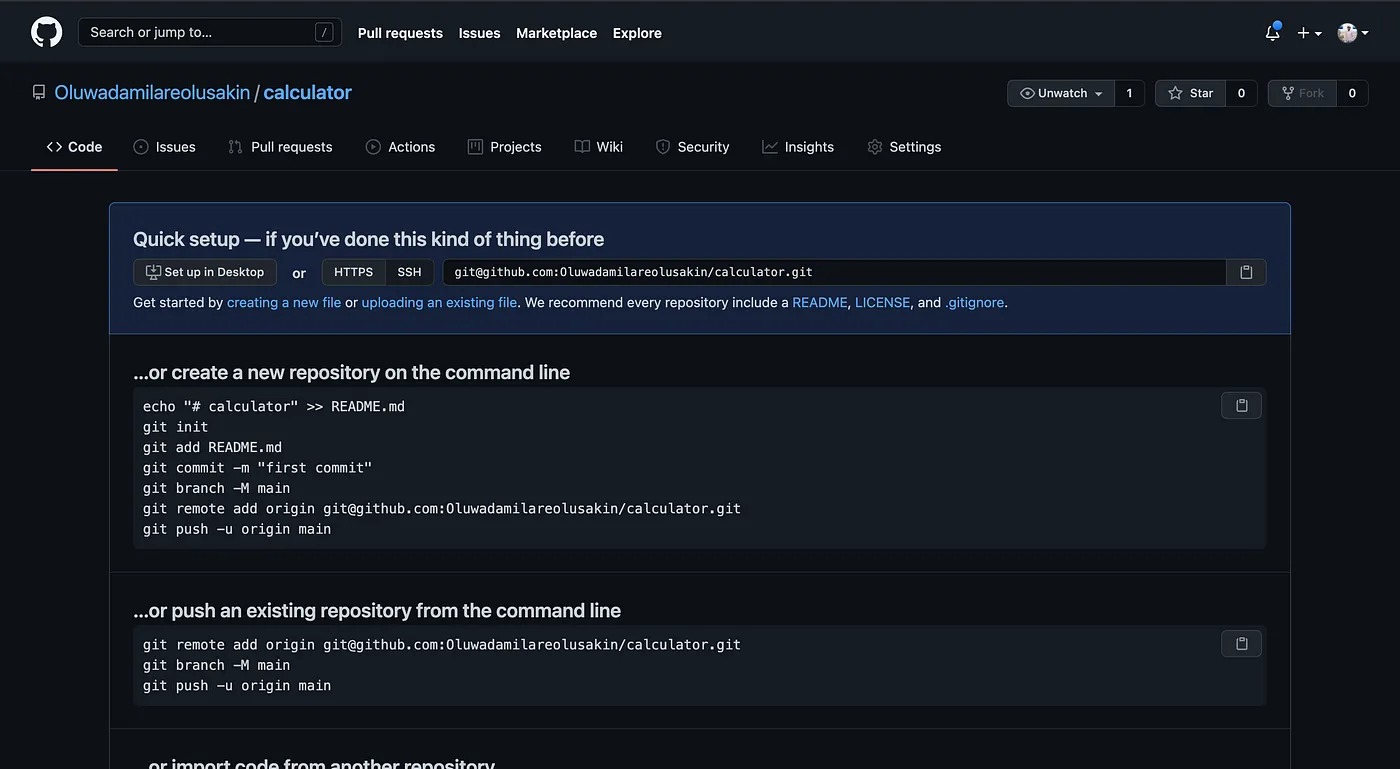 Search or jump to... /
Pull requests Issues Marketplace Explore
Oluwadamilareolusakin / calculator
Unwatch 1 Star 0 Fork 0
Code Issues Pull requests Actions Projects Wiki Security Insights Settings
Quick setup — if you’ve done this kind of thing before
Set up in Desktop or HTTPS SSH git@github.com:Oluwadamilareolusakin/calculator.git
Get started by creating a new file or uploading an existing file. We recommend every repository include a README, LICENSE, and .gitignore.
…or create a new repository on the command line
echo "# calculator" >> README.md
git init
git add README.md
git commit -m "first commit"
git branch -M main
git remote add origin git@github.com:Oluwadamilareolusakin/calculator.git
git push -u origin main
…or push an existing repository from the command line
git remote add origin git@github.com:Oluwadamilareolusakin/calculator.git
git branch -M main
git push -u origin main
…or import code from another repository